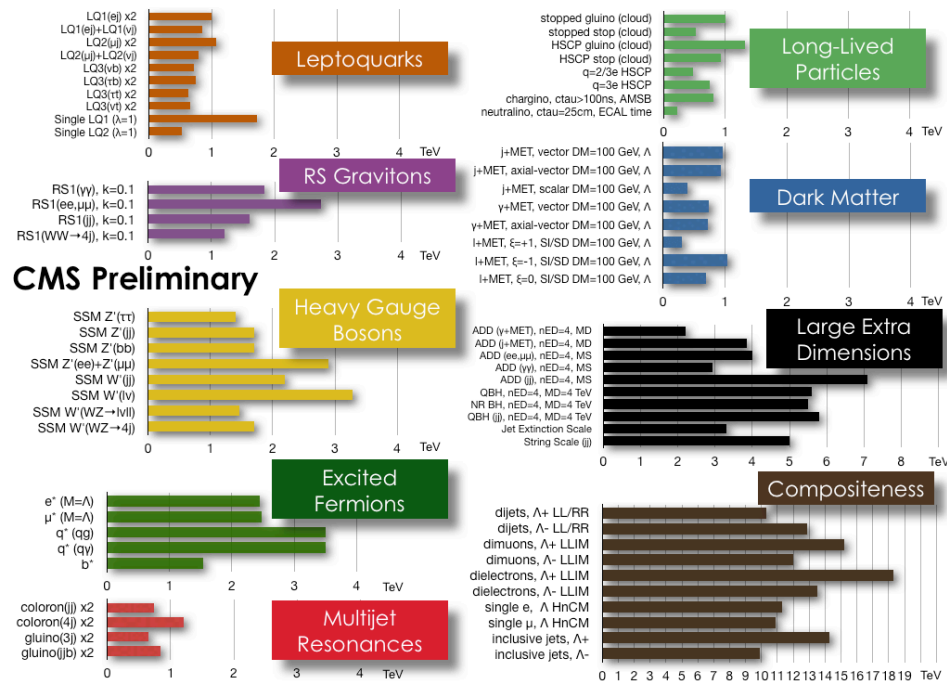 LQ1(ej) x2
LQ1(ej)+LQ1(νj)
LQ2(μj) x2
LQ2(μj)+LQ2(νj)
LQ3(νb) x2
LQ3(τb) x2
LQ3(τt) x2
LQ3(vt) x2
Single LQ1 (λ=1)
Single LQ2 (λ=1)
0 1 2 3 4 TeV
Leptoquarks
RS Gravitons
RS1(γγ), k=0.1
RS1(ee,μμ), k=0.1
RS1(jj), k=0.1
RS1(WW→4j), k=0.1
0 1 2 3 4 TeV
CMS Preliminary
Heavy Gauge
Bosons
SSM Z'(ττ)
SSM Z'(jj)
SSM Z'(bb)
SSM Z'(ee)+Z'(μμ)
SSM W'(jj)
SSM W'(lv)
SSM W'(WZ→lvll)
SSM W'(WZ→4j)
0 1 2 3 4 TeV
Excited
Fermions
e* (M=Λ)
μ* (M=Λ)
q* (qg)
q* (qγ)
b*
0 1 2 3 4 TeV
coloron(jj) x2
coloron(4j) x2
gluino(3j) x2
gluino(jjb) x2
0 1 2 3 4 TeV
Multijet
Resonances
stopped gluino (cloud)
stopped stop (cloud)
HSCP gluino (cloud)
HSCP stop (cloud)
q=2/3e HSCP
q=3e HSCP
chargino, ctau>100ns, AMSB
neutralino, ctau=25cm, ECAL time
0 1 2 3 4 TeV
Long-Lived
Particles
j+MET, vector DM=100 GeV, Λ
j+MET, axial-vector DM=100 GeV, Λ
j+MET, scalar DM=100 GeV, Λ
γ+MET, vector DM=100 GeV, Λ
γ+MET, axial-vector DM=100 GeV, Λ
l+MET, ξ=+1, SI/SD DM=100 GeV, Λ
l+MET, ξ=-1, SI/SD DM=100 GeV, Λ
l+MET, ξ=0, SI/SD DM=100 GeV, Λ
0 1 2 3 4 TeV
Dark Matter
Large Extra
Dimensions
ADD (γ+MET), nED=4, MD
ADD (j+MET), nED=4, MD
ADD (ee,μμ), nED=4, MS
ADD (γγ), nED=4, MS
ADD (jj), nED=4, MS
QBH, nED=4, MD=4 TeV
NR BH, nED=4, MD=4 TeV
QBH (jj), nED=4, MD=4 TeV
Jet Extinction Scale
String Scale (jj)
0 1 2 3 4 5 6 7 8 9 TeV
Compositeness
dijets, Λ+ LL/RR
dijets, Λ- LL/RR
dimuons, Λ+ LLIM
dimuons, Λ- LLIM
dielectrons, Λ+ LLIM
dielectrons, Λ- LLIM
single e, Λ HnCM
single μ, Λ HnCM
inclusive jets, Λ+
inclusive jets, Λ-
0 1 2 3 4 5 6 7 8 9 10 11 12 13 14 15 16 17 18 19 TeV